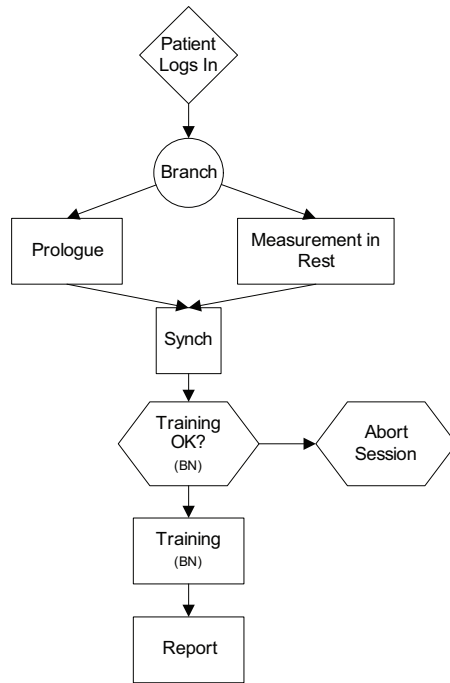 Patient
Logs In
Branch
Prologue
Measurement in
Rest
Synch
Training
OK?
(BN)
Abort
Session
Training
(BN)
Report